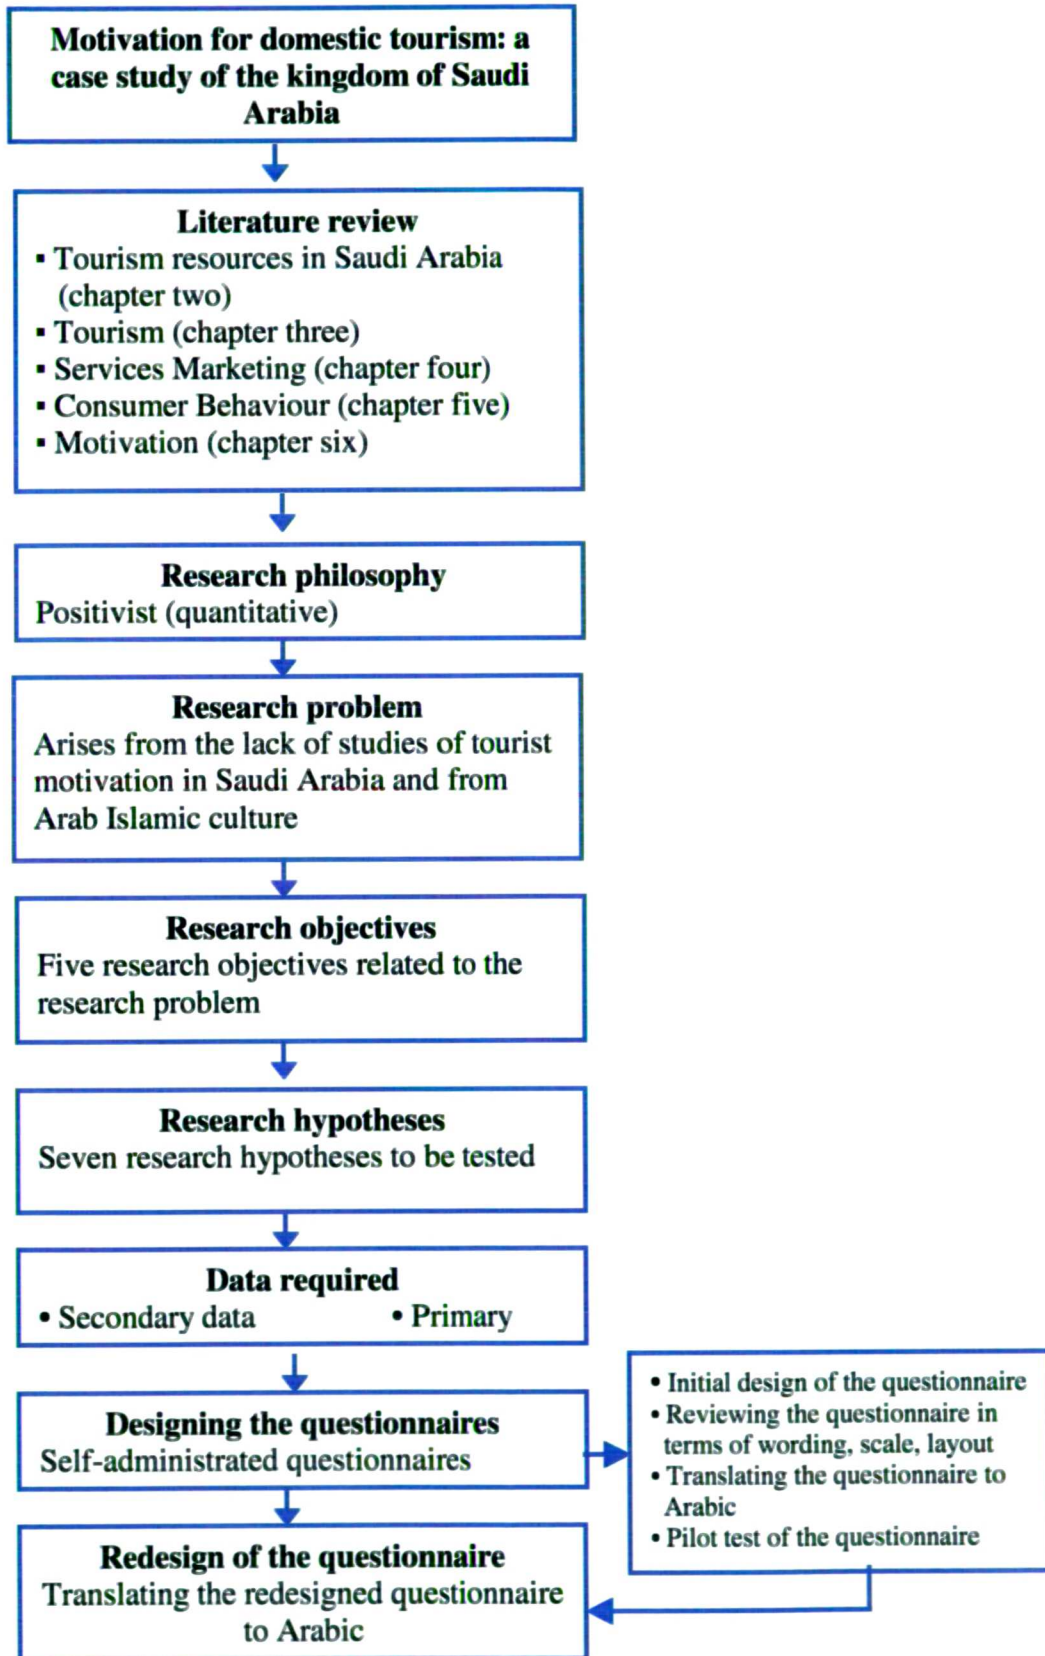 Motivation for domestic tourism: a
case study of the kingdom of Saudi
Arabia
Literature review
▪ Tourism resources in Saudi Arabia
(chapter two)
▪ Tourism (chapter three)
▪ Services Marketing (chapter four)
▪ Consumer Behaviour (chapter five)
▪ Motivation (chapter six)
Research philosophy
Positivist (quantitative)
Research problem
Arises from the lack of studies of tourist
motivation in Saudi Arabia and from
Arab Islamic culture
Research objectives
Five research objectives related to the
research problem
Research hypotheses
Seven research hypotheses to be tested
Data required
• Secondary data • Primary
Designing the questionnaires
Self-administrated questionnaires
• Initial design of the questionnaire
• Reviewing the questionnaire in
terms of wording, scale, layout
• Translating the questionnaire to
Arabic
• Pilot test of the questionnaire
Redesign of the questionnaire
Translating the redesigned questionnaire
to Arabic